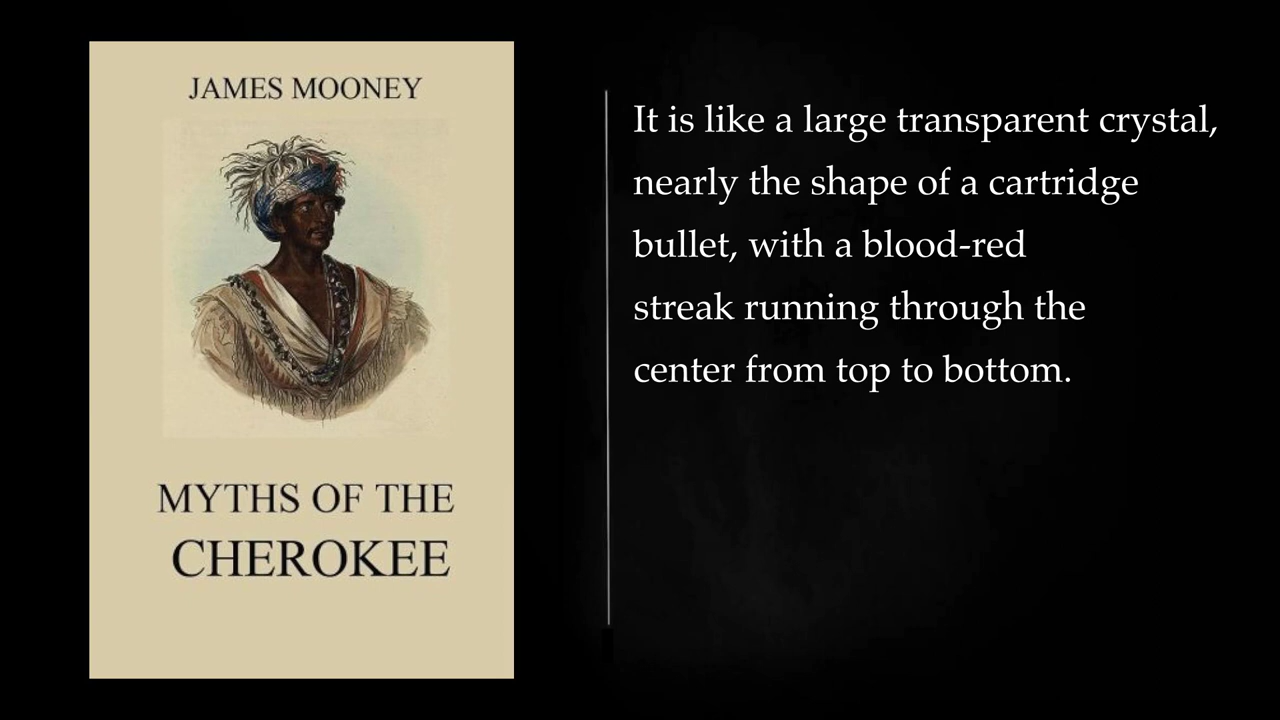 JAMES MOONEY
MYTHS OF THE
CHEROKEE
It is like a large transparent crystal,
nearly the shape of a cartridge
bullet, with a blood-red
streak running through the
center from top to bottom.